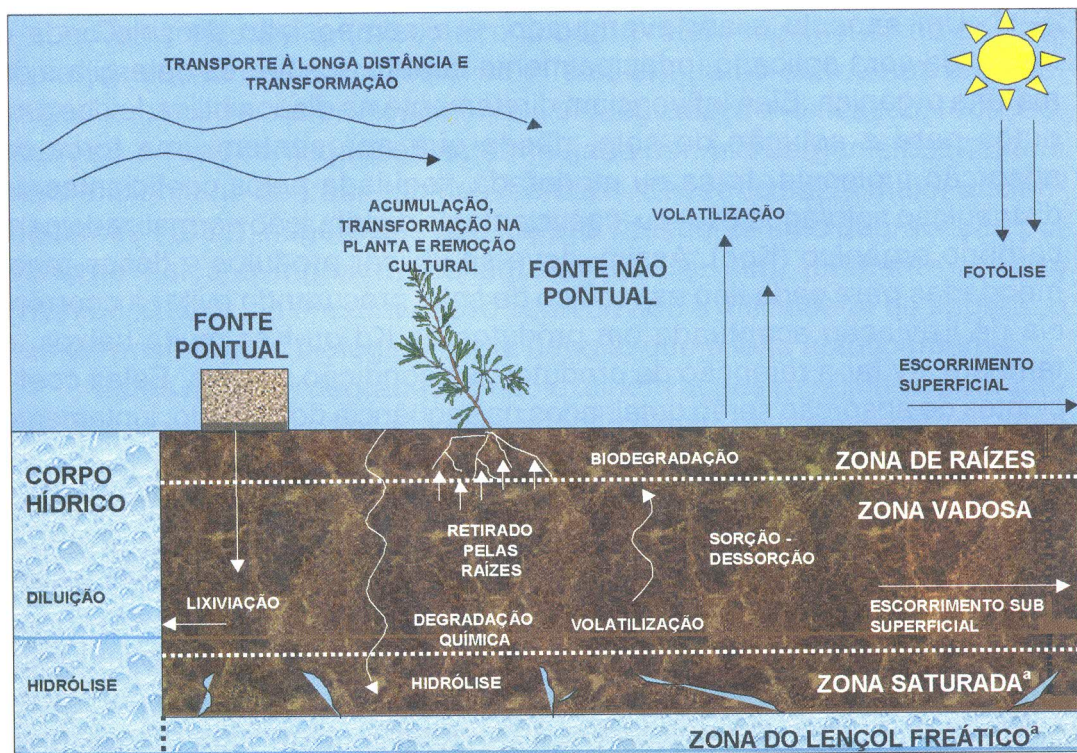 TRANSPORTE À LONGA DISTÂNCIA E
TRANSFORMAÇÃO
ACUMULAÇÃO,
TRANSFORMAÇÃO NA
PLANTA E REMOÇÃO
CULTURAL
VOLATILIZAÇÃO
FOTÓLISE
FONTE NÃO
PONTUAL
FONTE
PONTUAL
ESCORRIMENTO
SUPERFICIAL
CORPO
HÍDRICO
BIODEGRADAÇÃO
ZONA DE RAÍZES
ZONA VADOSA
RETIRADO
PELAS
RAÍZES
SORÇÃO -
DESSORÇÃO
DILUIÇÃO
LIXIVIAÇÃO
DEGRADAÇÃO
QUÍMICA
VOLATILIZAÇÃO
ESCORRIMENTO SUB
SUPERFICIAL
HIDRÓLISE
HIDRÓLISE
ZONA SATURADAª
ZONA DO LENÇOL FREÁTICOª